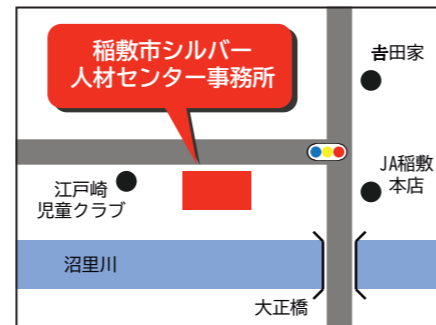 稲敷市シルバー
人材センター事務所
𠮷田家
JA稲敷
本店
江戸崎
児童クラブ
沼里川
大正橋